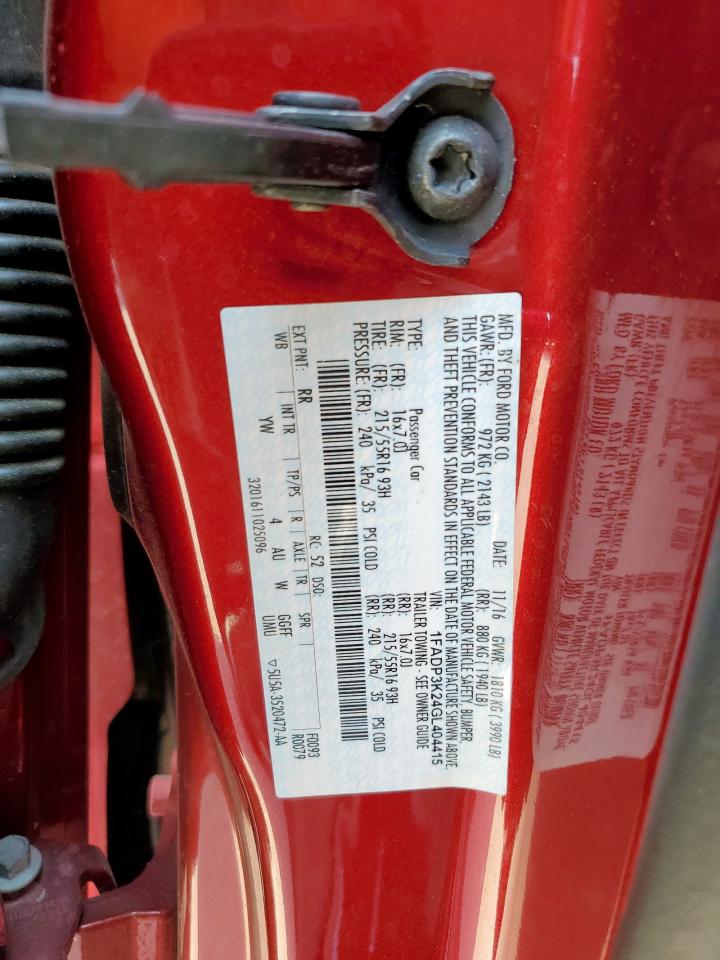 MFD. BY FORD MOTOR CO.
DATE: 11/16 GVWR: 1810 KG ( 3990 LB)
GAWR: (FR): 972 KG ( 2143 LB) (RR): 880 KG ( 1940 LB)
THIS VEHICLE CONFORMS TO ALL APPLICABLE FEDERAL MOTOR VEHICLE SAFETY, BUMPER,
AND THEFT PREVENTION STANDARDS IN EFFECT ON THE DATE OF MANUFACTURE SHOWN ABOVE.
VIN: 1FADP3K24GL404415
TYPE: Passenger Car TRAILER TOWING - SEE OWNER GUIDE
RIM: (FR): 16x7.0J (RR): 16x7.0J
TIRE: (FR): 215/55R16 93H (RR): 215/55R16 93H
PRESSURE: (FR): 240 kPa/ 35 PSI COLD (RR): 240 kPa/ 35 PSI COLD
EXT PNT: RR RC: 52 DSO: F0093
WB INT TR TP/PS R AXLE TR SPR R0079
YW 4 AU W GGFF
UMU
3201611025096 ▽ 5U5A-3520472-AA